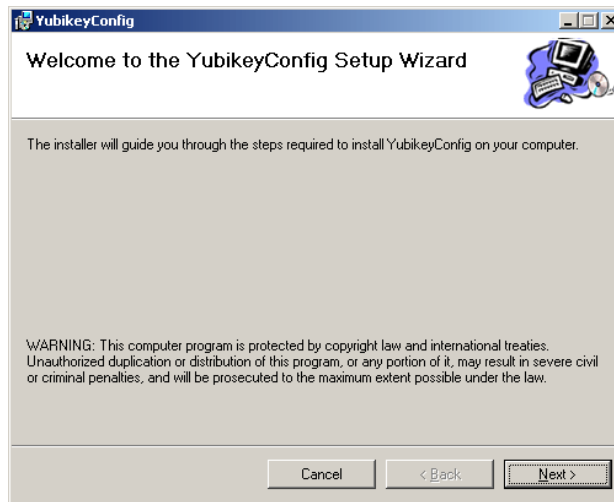 YubikeyConfig
Welcome to the YubikeyConfig Setup Wizard
The installer will guide you through the steps required to install YubikeyConfig on your computer.
WARNING: This computer program is protected by copyright law and international treaties.
Unauthorized duplication or distribution of this program, or any portion of it, may result in severe civil
or criminal penalties, and will be prosecuted to the maximum extent possible under the law.
Cancel
< Back
Next >